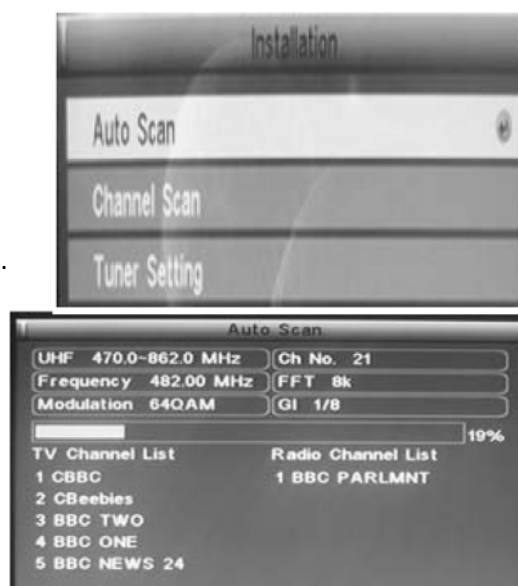 Installation
Auto Scan
Channel Scan
Tuner Setting
.
Auto Scan
UHF 470.0~862.0 MHz Ch No. 21
Frequency 482.00 MHz FFT 8k
Modulation 64QAM GI 1/8
19%
TV Channel List Radio Channel List
1 CBBC 1 BBC PARLMNT
2 CBeebies
3 BBC TWO
4 BBC ONE
5 BBC NEWS 24